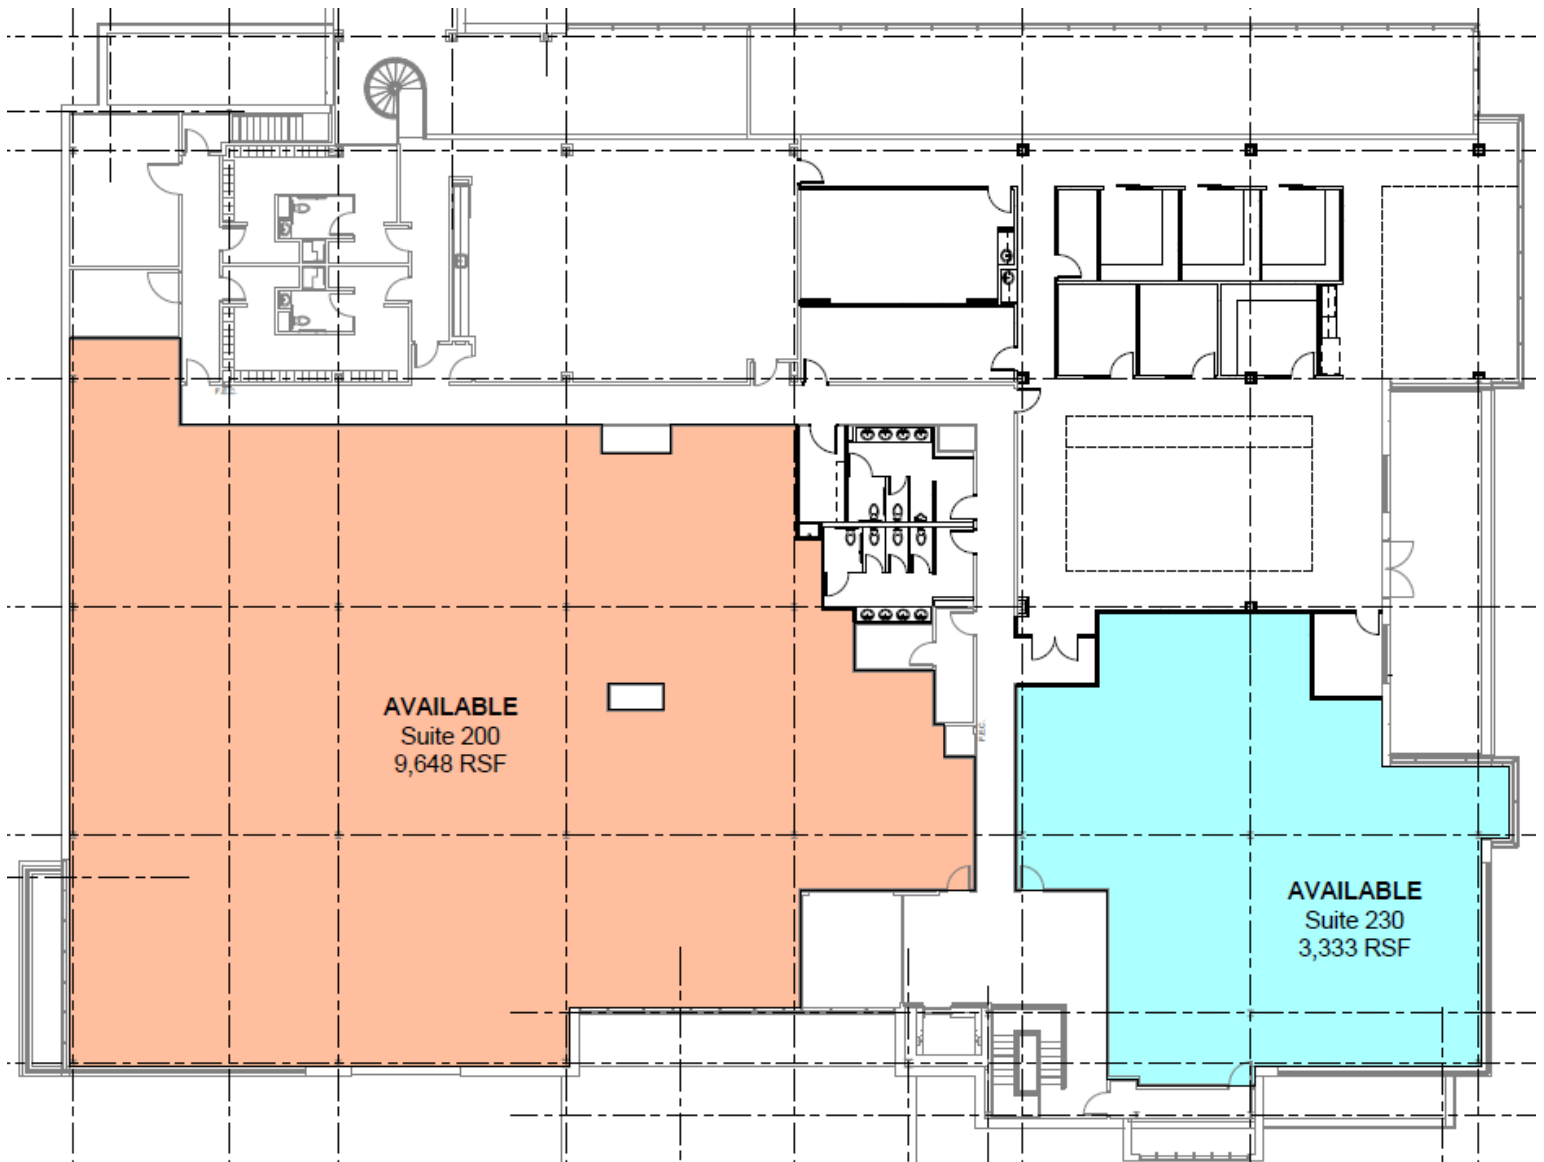 F.E.C.
AVAILABLE
Suite 200
9,648 RSF
F.E.C.
AVAILABLE
Suite 230
3,333 RSF